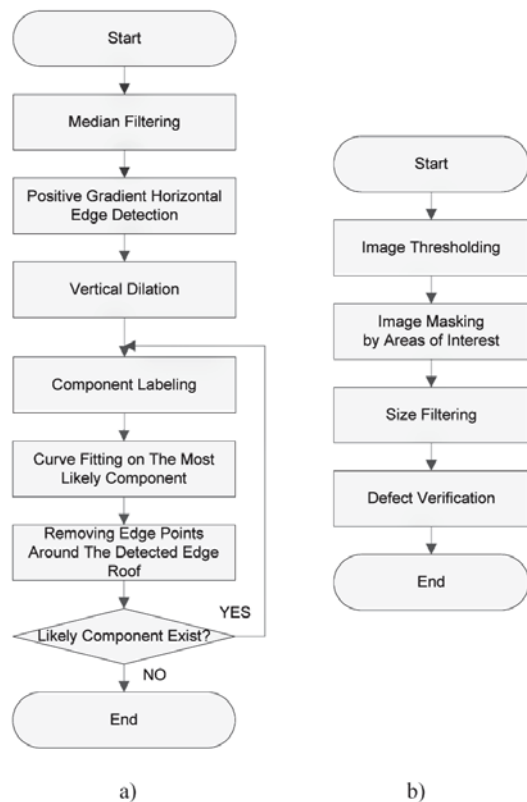 Start
Median Filtering
Positive Gradient Horizontal
Edge Detection
Vertical Dilation
Component Labeling
Curve Fitting on The Most
Likely Component
Removing Edge Points
Around The Detected Edge
Roof
YES
Likely Component Exist?
NO
End
a)
Start
Image Thresholding
Image Masking
by Areas of Interest
Size Filtering
Defect Verification
End
b)